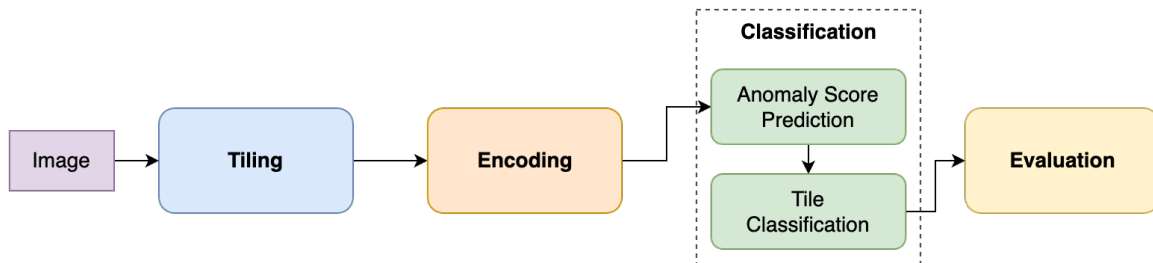 Image
Tiling
Encoding
Classification
Anomaly Score
Prediction
Tile
Classification
Evaluation